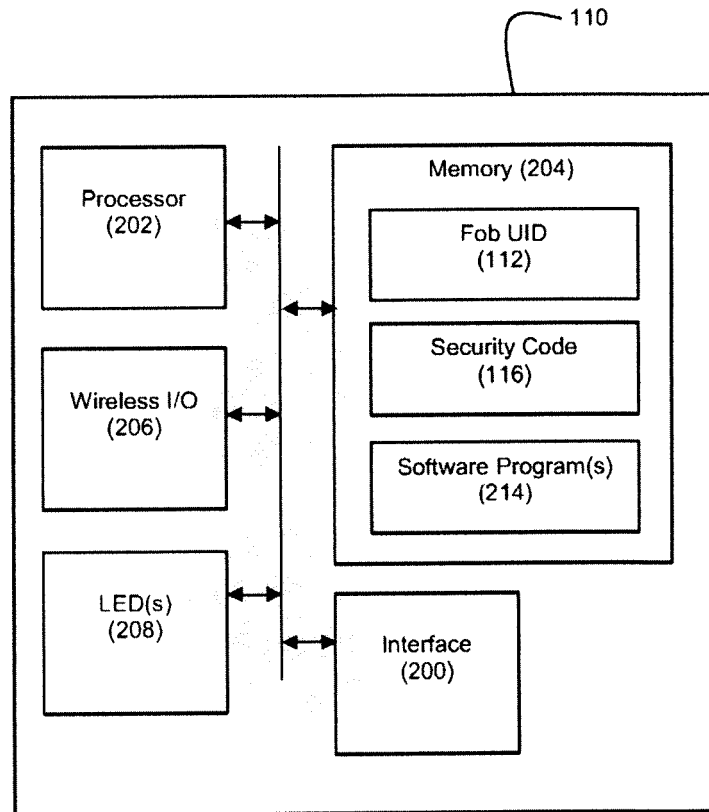 110
Processor
(202)
Wireless I/O
(206)
LED(s)
(208)
Memory (204)
Fob UID
(112)
Security Code
(116)
Software Program(s)
(214)
Interface
(200)